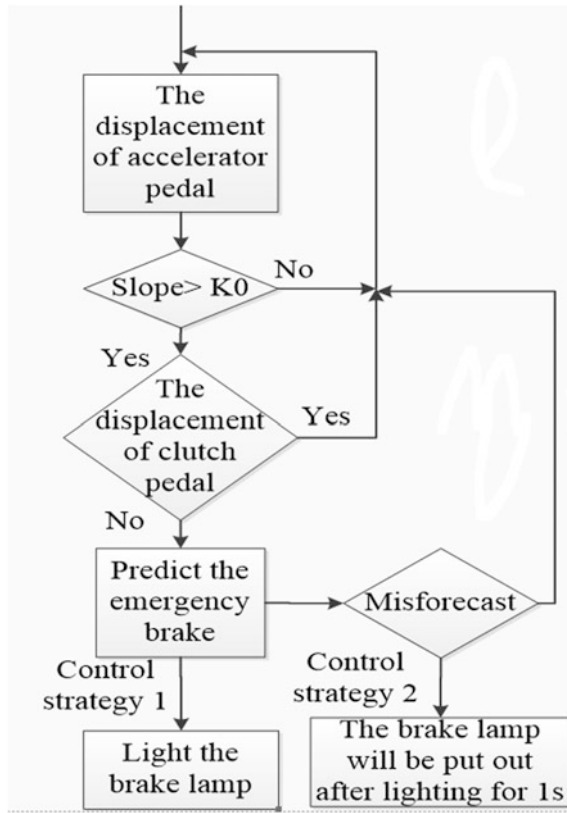 The
displacement
of accelerator
pedal
Slope> K0
No
Yes
The
displacement
of clutch
pedal
Yes
No
Predict the
emergency
brake
Misforecast
Control
strategy 1
Control
strategy 2
Light the
brake lamp
The brake lamp
will be put out
after lighting for 1s